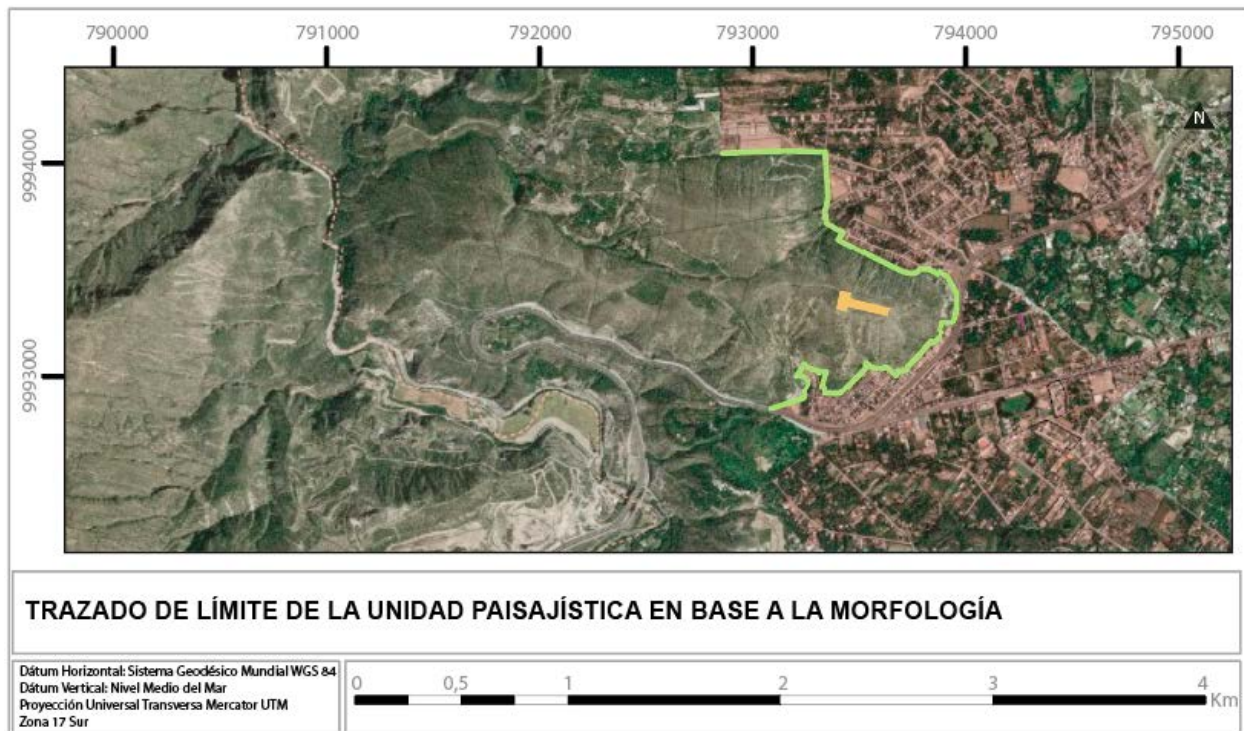 790000 791000 792000 793000 794000 795000
N
9994000
9993000
TRAZADO DE LÍMITE DE LA UNIDAD PAISAJÍSTICA EN BASE A LA MORFOLOGÍA
Dátum Horizontal: Sistema Geodésico Mundial WGS 84
Dátum Vertical: Nivel Medio del Mar
Proyección Universal Transversa Mercator UTM
Zona 17 Sur
0 0,5 1 2 3 4
Km